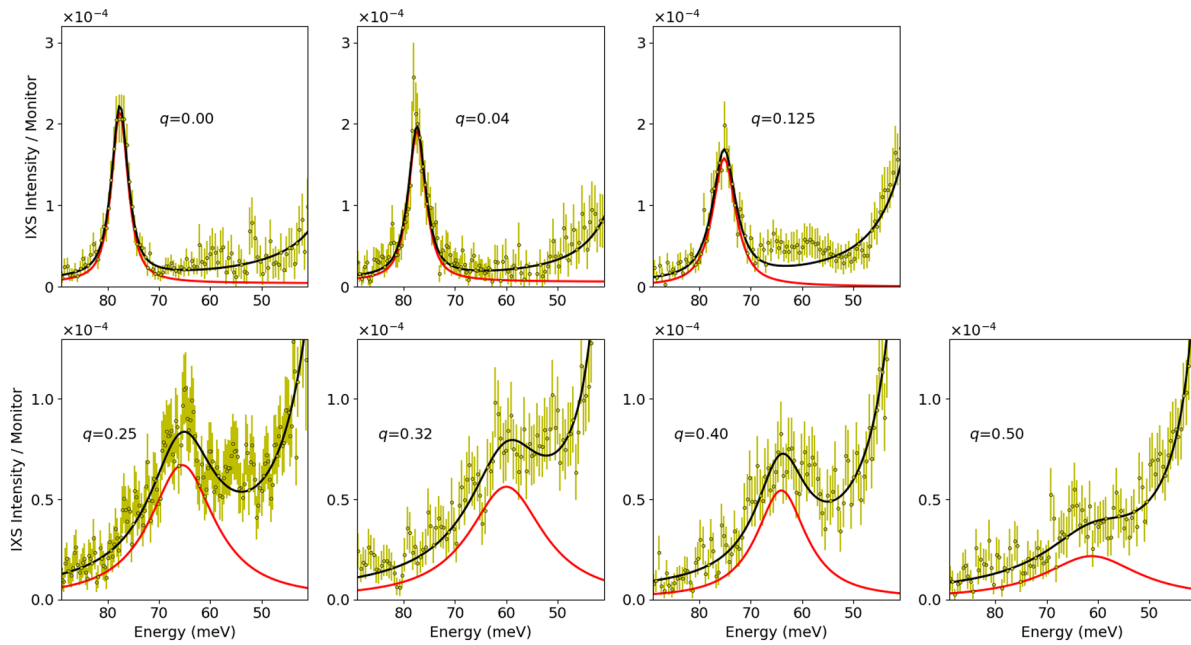 ×10⁻⁴ ×10⁻⁴ ×10⁻⁴
IXS Intensity / Monitor
3 3 3
q=0.00 q=0.04 q=0.125
2 2 2
1 1 1
0 0 0
80 70 60 50 80 70 60 50 80 70 60 50
×10⁻⁴ ×10⁻⁴ ×10⁻⁴ ×10⁻⁴
IXS Intensity / Monitor
1.0 1.0 1.0 1.0
q=0.25 q=0.32 q=0.40 q=0.50
0.5 0.5 0.5 0.5
0.0 0.0 0.0 0.0
80 70 60 50 80 70 60 50 80 70 60 50 80 70 60 50
Energy (meV) Energy (meV) Energy (meV) Energy (meV)